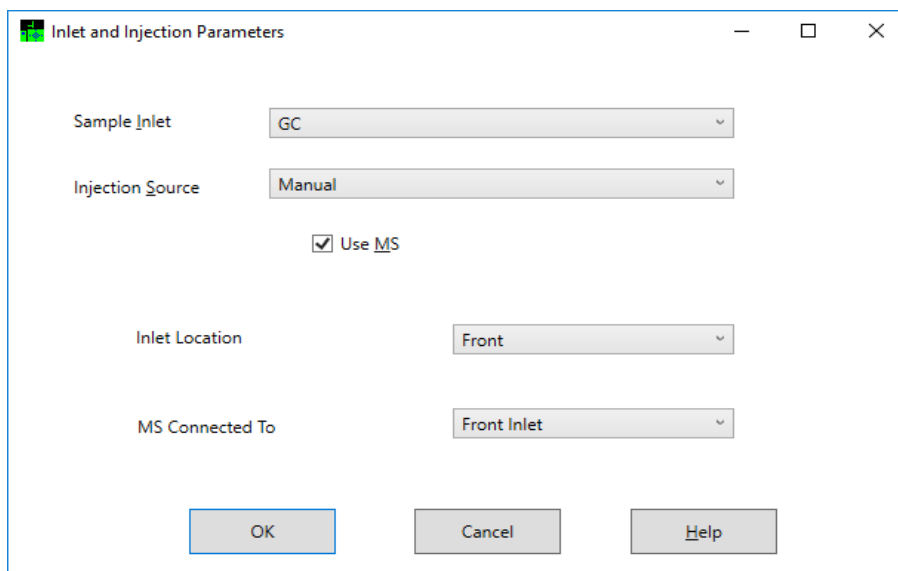 Inlet and Injection Parameters
Sample Inlet GC
Injection Source Manual
Use MS
Inlet Location Front
MS Connected To Front Inlet
OK Cancel Help